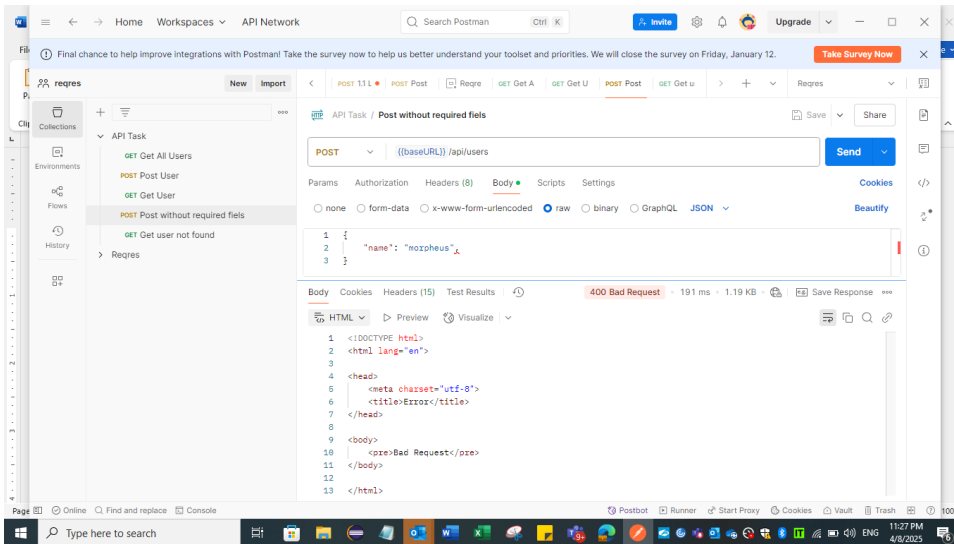 Home Workspaces API Network Search Postman Ctrl K Invite Upgrade
Fil
Final chance to help improve integrations with Postman! Take the survey now to help us better understand your toolset and priorities. We will close the survey on Friday, January 12. Take Survey Now
reqres New Import POST 1.1 L POST Post Reqre GET Get A GET Get U POST Post GET Get u Reqres
Pa
Clip
Collections
Environments
Flows
History
API Task
GET Get All Users
POST Post User
GET Get User
POST Post without required fiels
GET Get user not found
Reqres
HTTP API Task / Post without required fiels Save Share
POST {{baseURL}} /api/users Send
Params Authorization Headers (8) Body Scripts Settings Cookies
none form-data x-www-form-urlencoded raw binary GraphQL JSON Beautify
1 {
2 "name": "morpheus",
3 }
Body Cookies Headers (15) Test Results 400 Bad Request 191 ms 1.19 KB Save Response
HTML Preview Visualize
1 <!DOCTYPE html>
2 <html lang="en">
3
4 <head>
5 <meta charset="utf-8">
6 <title>Error</title>
7 </head>
8
9 <body>
10 <pre>Bad Request</pre>
11 </body>
12
13 </html>
Page Online Find and replace Console Postbot Runner Start Proxy Cookies Vault Trash 100
Type here to search ENG 11:27 PM
4/8/2025